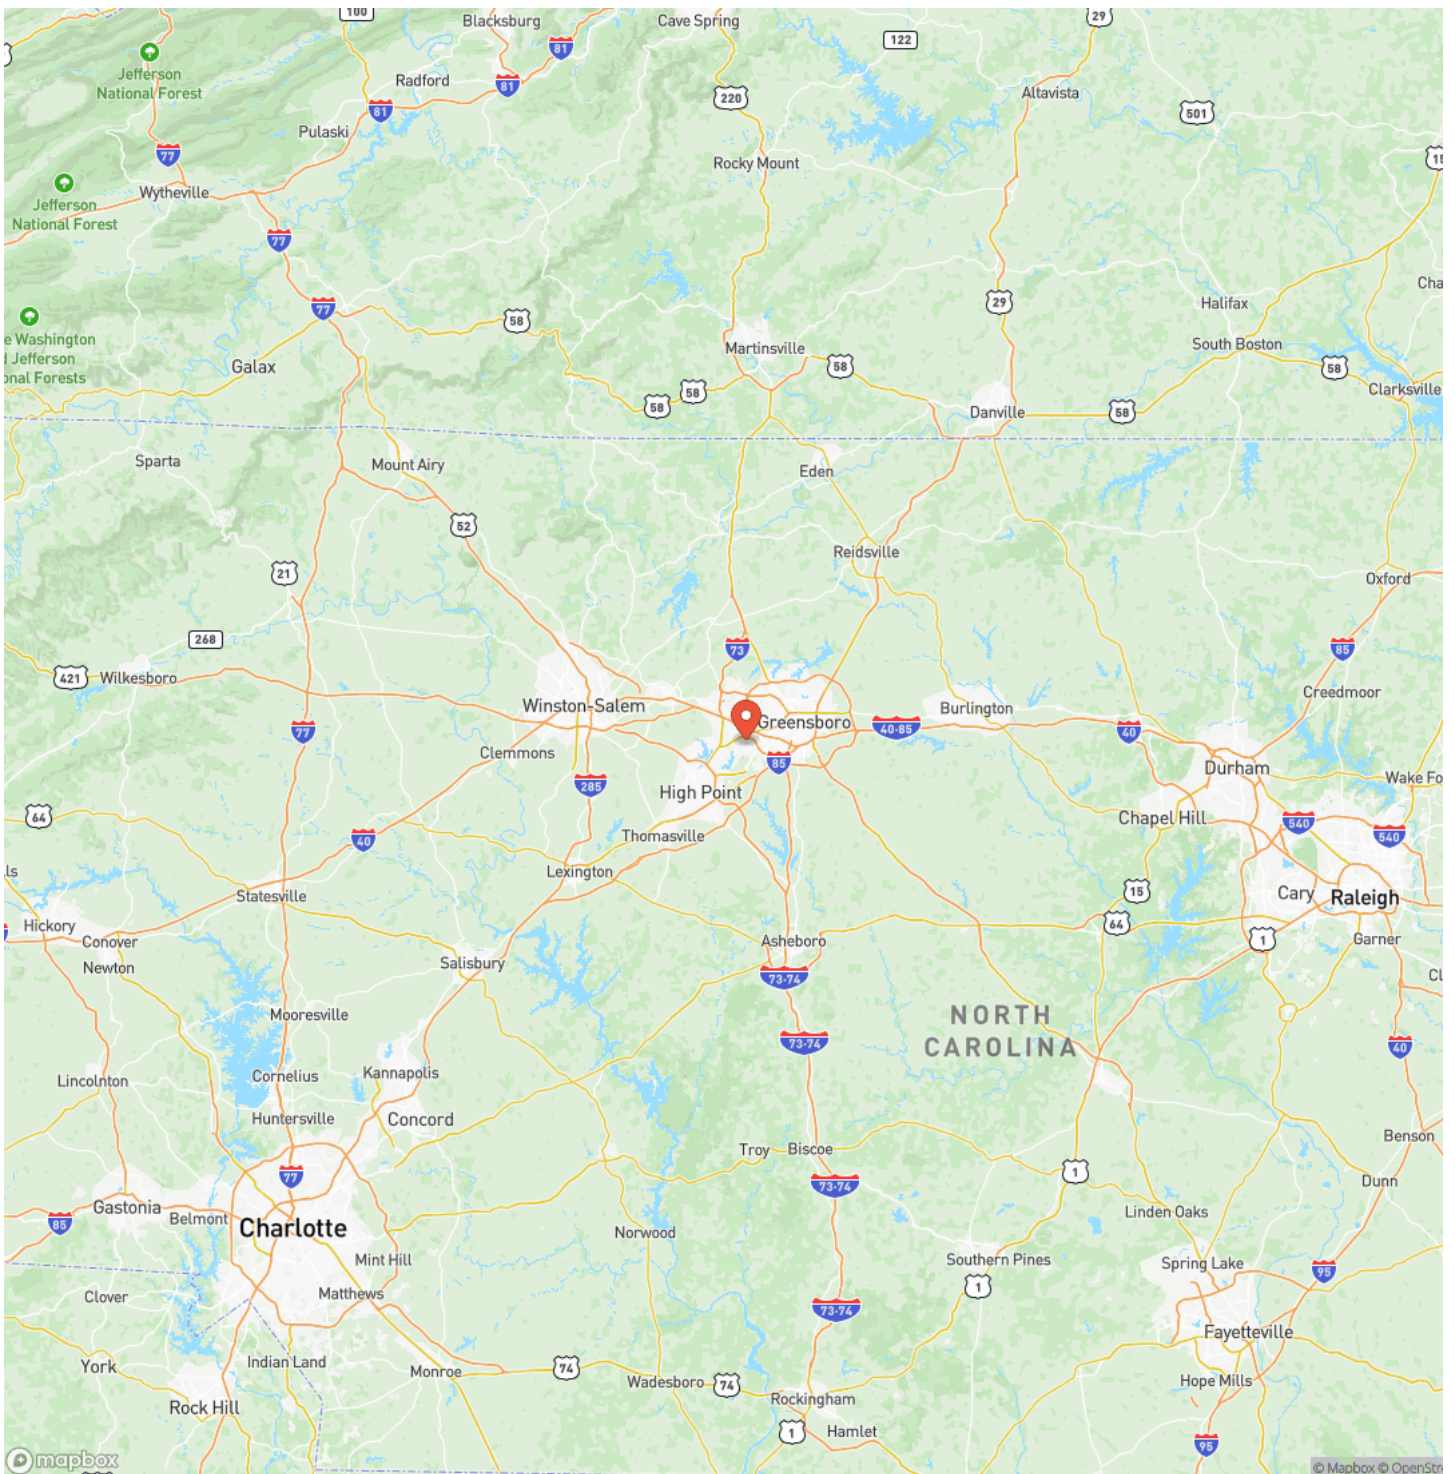 100
Blacksburg
Cave Spring
29
122
81
Jefferson
National Forest
Radford
81
220
Altavista
501
81
Pulaski
77
Rocky Mount
Wytheville
Jefferson
National Forest
77
77
29
Halifax
e Washington
d Jefferson
onal Forests
58
Martinsville
South Boston
Galax
58
58
58
58
Clarksville
Danville
58
Sparta
Mount Airy
Eden
52
Reidsville
21
Oxford
268
73
85
421
Wilkesboro
Creedmoor
Winston-Salem
Burlington
Greensboro
77
40-85
40
Clemmons
85
Durham
285
High Point
Wake Fo
64
Chapel Hill
540
Thomasville
540
40
Lexington
15
Statesville
Cary
Raleigh
Hickory
64
Conover
Asheboro
1
Garner
Newton
Salisbury
73-74
Mooresville
NORTH
CAROLINA
73-74
40
Lincolnton
Cornelius
Kannapolis
Huntersville
Concord
Benson
Troy
Biscoe
77
1
73-74
Dunn
Gastonia
Belmont
Linden Oaks
85
Charlotte
Norwood
Mint Hill
Southern Pines
Spring Lake
95
Clover
Matthews
1
73-74
Fayetteville
York
Indian Land
Monroe
74
Wadesboro
74
Hope Mills
Rock Hill
Rockingham
1
Hamlet
95
mapbox
© Mapbox © OpenStr